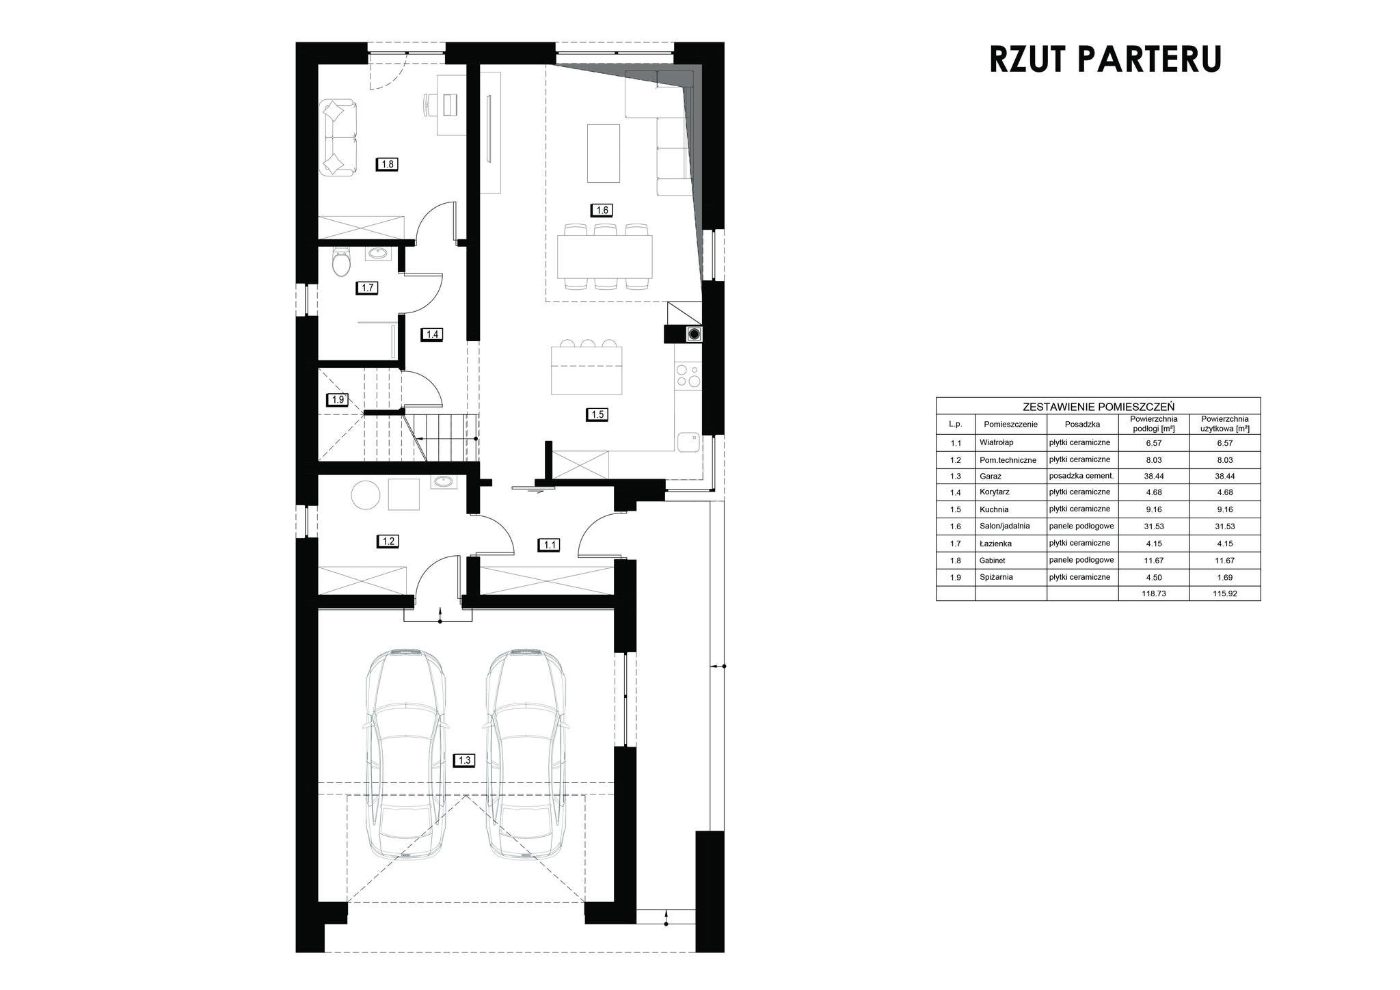 RZUT PARTERU
1.8
1.6
1.7
1.4
1.9
1.5
1.2
1.1
1.3
ZESTAWIENIE POMIESZCZEŃ
L.p. Pomieszczenie Posadzka Powierzchnia podłogi [m²] Powierzchnia użytkowa [m²]
1.1 Wiatrołap płytki ceramiczne 6.57 6.57
1.2 Pom.techniczne płytki ceramiczne 8.03 8.03
1.3 Garaż posadzka cement. 38.44 38.44
1.4 Korytarz płytki ceramiczne 4.68 4.68
1.5 Kuchnia płytki ceramiczne 9.16 9.16
1.6 Salon/jadalnia panele podłogowe 31.53 31.53
1.7 Łazienka płytki ceramiczne 4.15 4.15
1.8 Gabinet panele podłogowe 11.67 11.67
1.9 Spiżarnia płytki ceramiczne 4.50 1.69
118.73 115.92